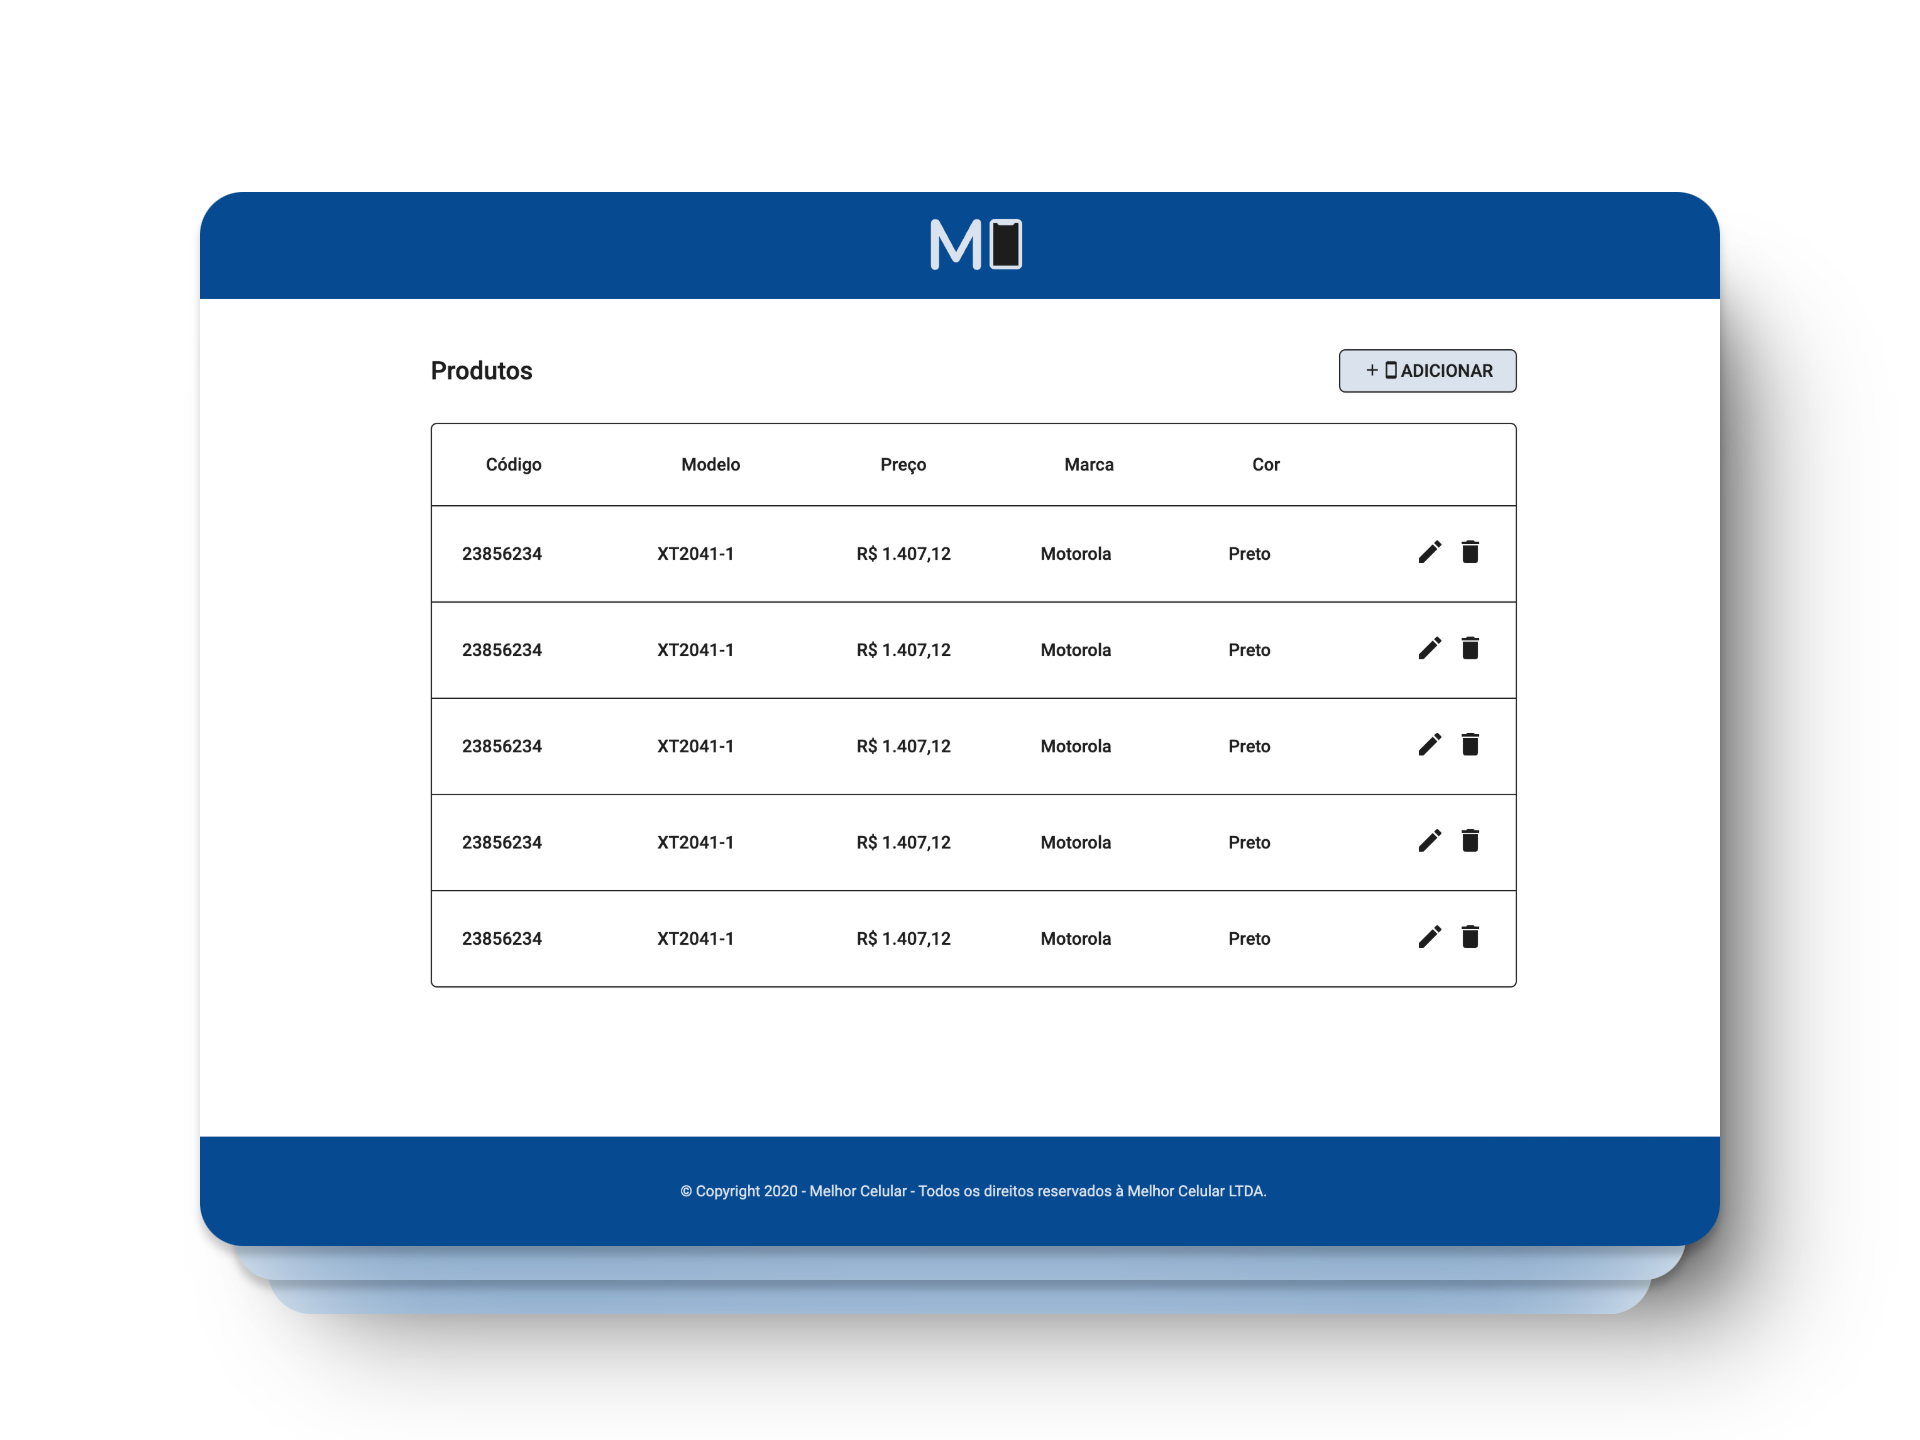 M
Produtos
+ ADICIONAR
Código Modelo Preço Marca Cor
23856234 XT2041-1 R$ 1.407,12 Motorola Preto
23856234 XT2041-1 R$ 1.407,12 Motorola Preto
23856234 XT2041-1 R$ 1.407,12 Motorola Preto
23856234 XT2041-1 R$ 1.407,12 Motorola Preto
23856234 XT2041-1 R$ 1.407,12 Motorola Preto
© Copyright 2020 - Melhor Celular - Todos os direitos reservados à Melhor Celular LTDA.